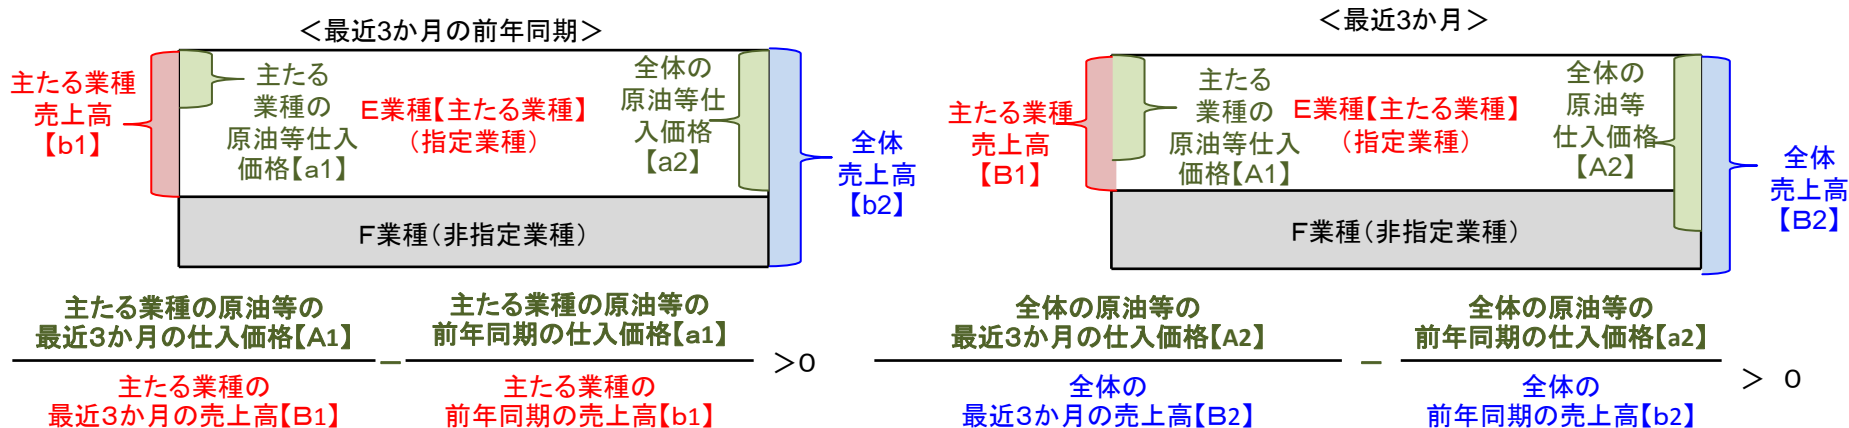 ＜最近3か月の前年同期＞
主たる業種
売上高
【b1】
主たる
業種の
原油等仕入
価格【a1】
E業種【主たる業種】
（指定業種）
全体の
原油等仕
入価格
【a2】
全体
売上高
【b2】
F業種（非指定業種）
＜最近3か月＞
主たる業種
売上高
【B1】
主たる
業種の
原油等仕入
価格【A1】
E業種【主たる業種】
（指定業種）
全体の
原油等
仕入価格
【A2】
全体
売上高
【B2】
F業種（非指定業種）
主たる業種の原油等の
最近3か月の仕入価格【A1】
主たる業種の
最近3か月の売上高【B1】
－
主たる業種の原油等の
前年同期の仕入価格【a1】
主たる業種の
前年同期の売上高【b1】
＞0
全体の原油等の
最近3か月の仕入価格【A2】
全体の
最近3か月の売上高【B2】
－
全体の原油等の
前年同期の仕入価格【a2】
全体の
前年同期の売上高【b2】
＞ 0